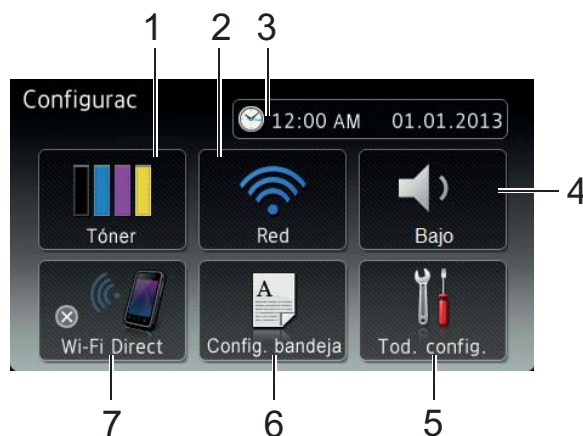 1 2 3
Configurac
12:00 AM 01.01.2013
4
Tóner Red Bajo
A
Wi-Fi Direct Config. bandeja Tod. config.
7 6 5